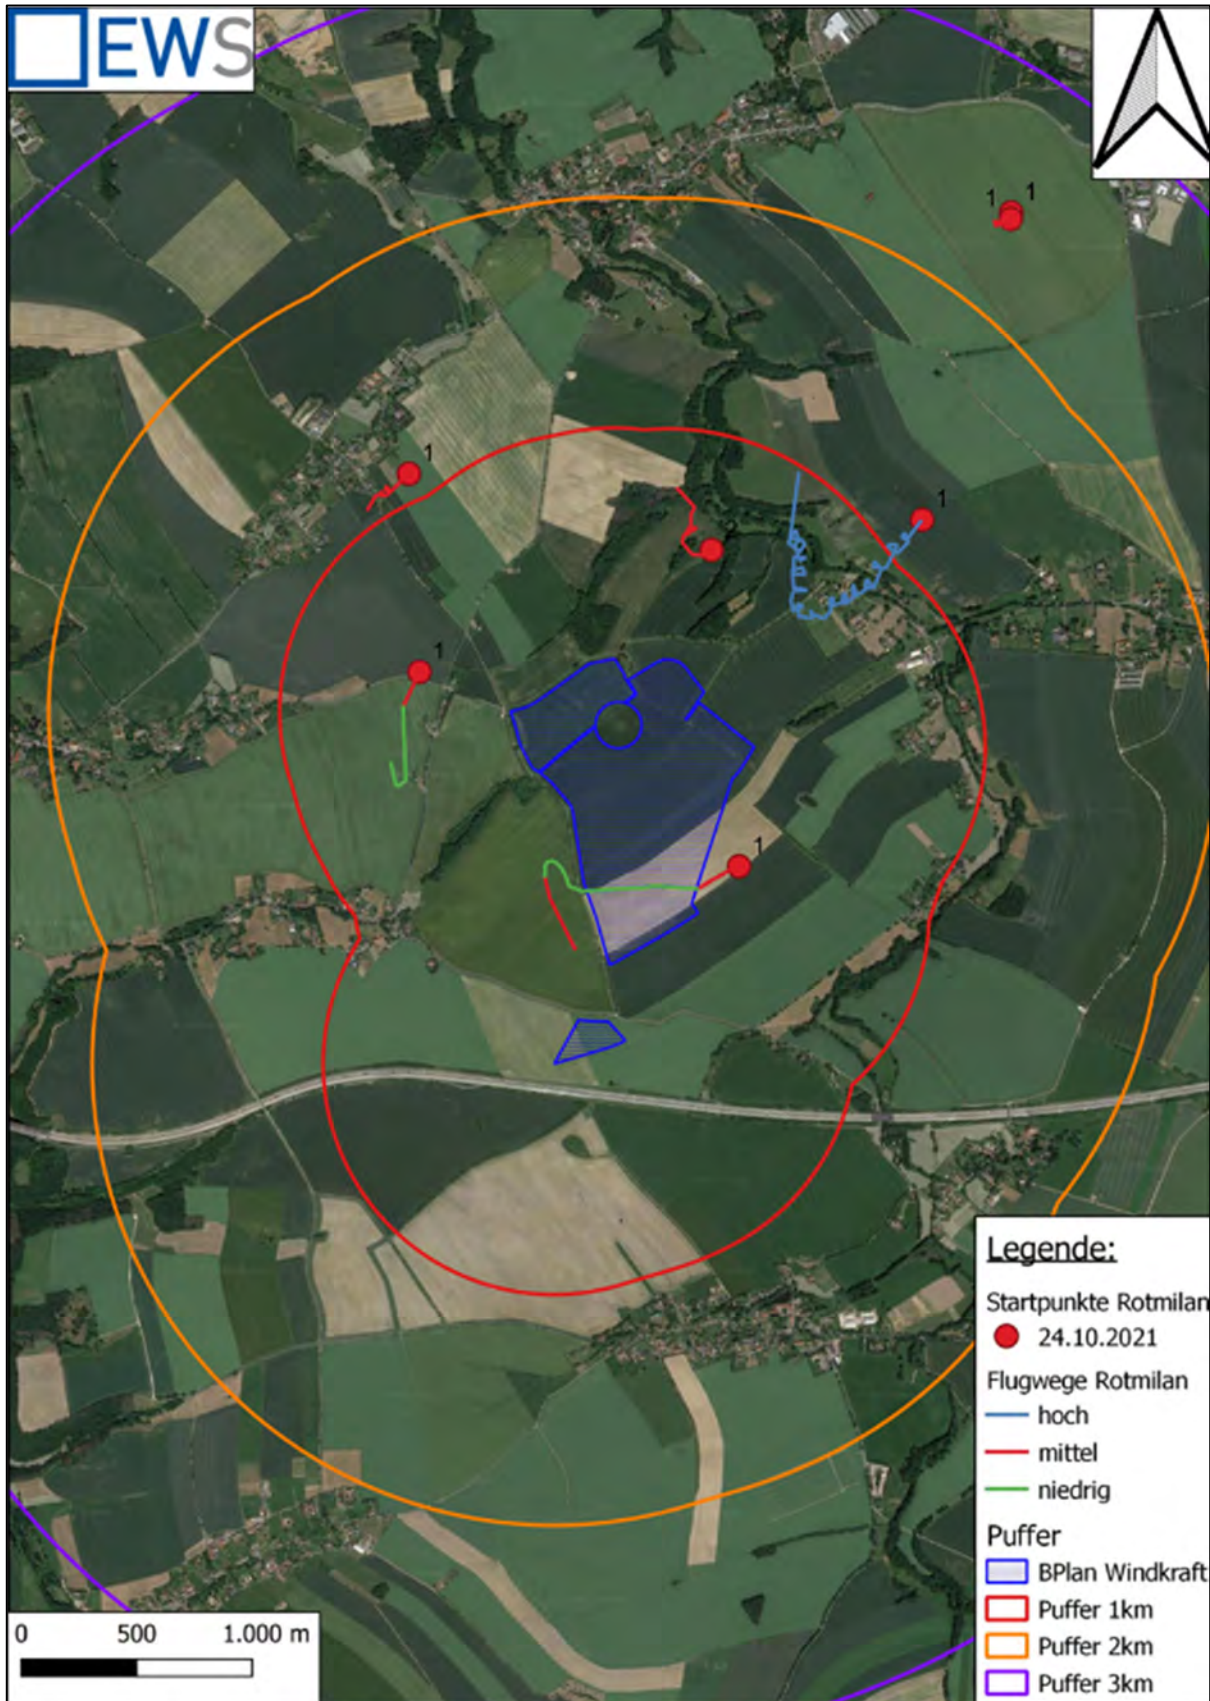 EWS
1 1
1
1
1
1
Legende:
Startpunkte Rotmilan
24.10.2021
Flugwege Rotmilan
hoch
mittel
niedrig
Puffer
BPlan Windkraft
Puffer 1km
Puffer 2km
Puffer 3km
0 500 1.000 m